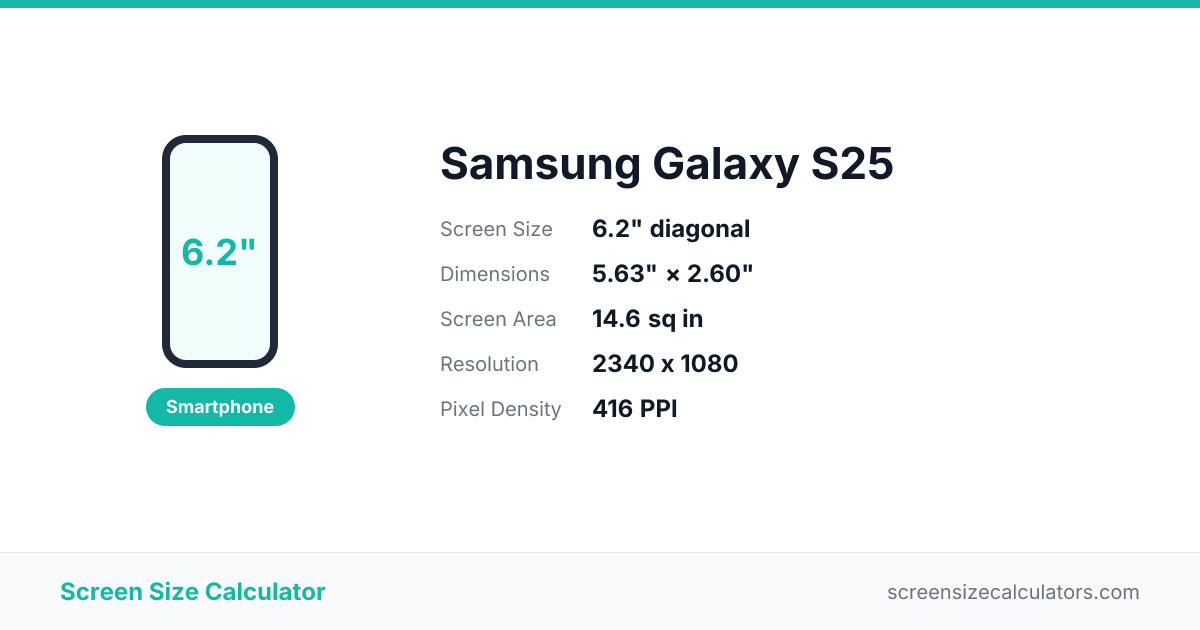 6.2"
Smartphone
Samsung Galaxy S25
Screen Size 6.2" diagonal
Dimensions 5.63" × 2.60"
Screen Area 14.6 sq in
Resolution 2340 x 1080
Pixel Density 416 PPI
Screen Size Calculator
screensizecalculators.com